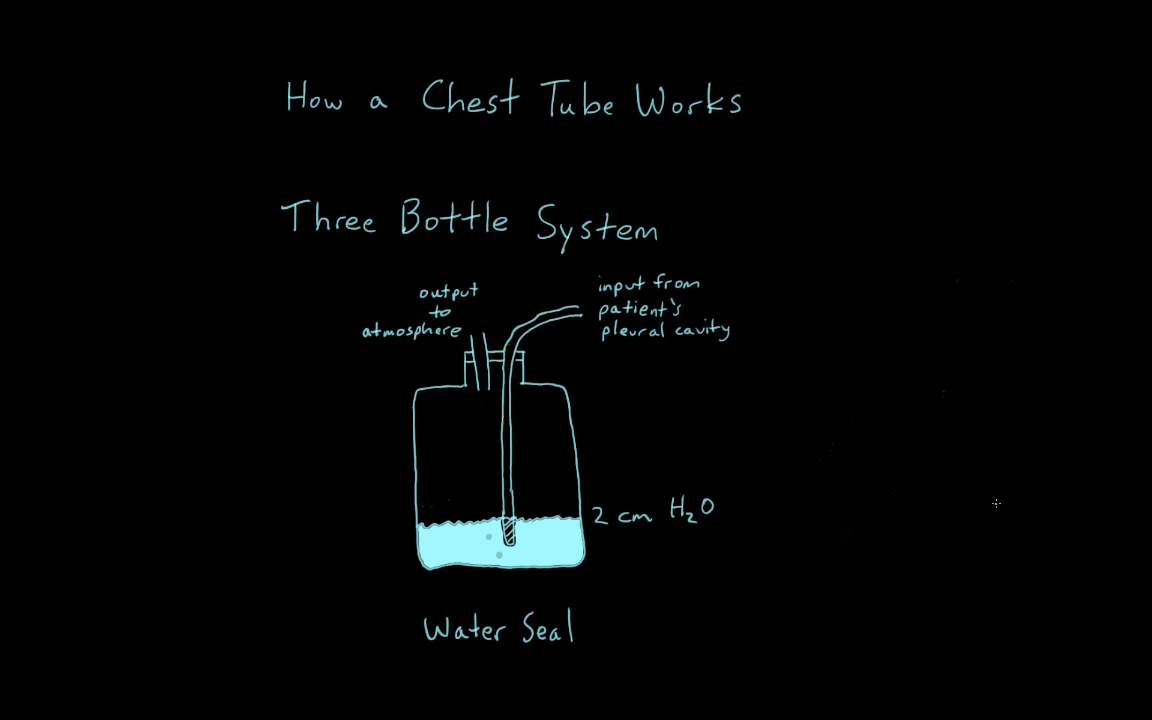 How a Chest Tube Works
Three Bottle System
output
to
atmosphere
input from
patient's
pleural cavity
2 cm H₂O
Water Seal